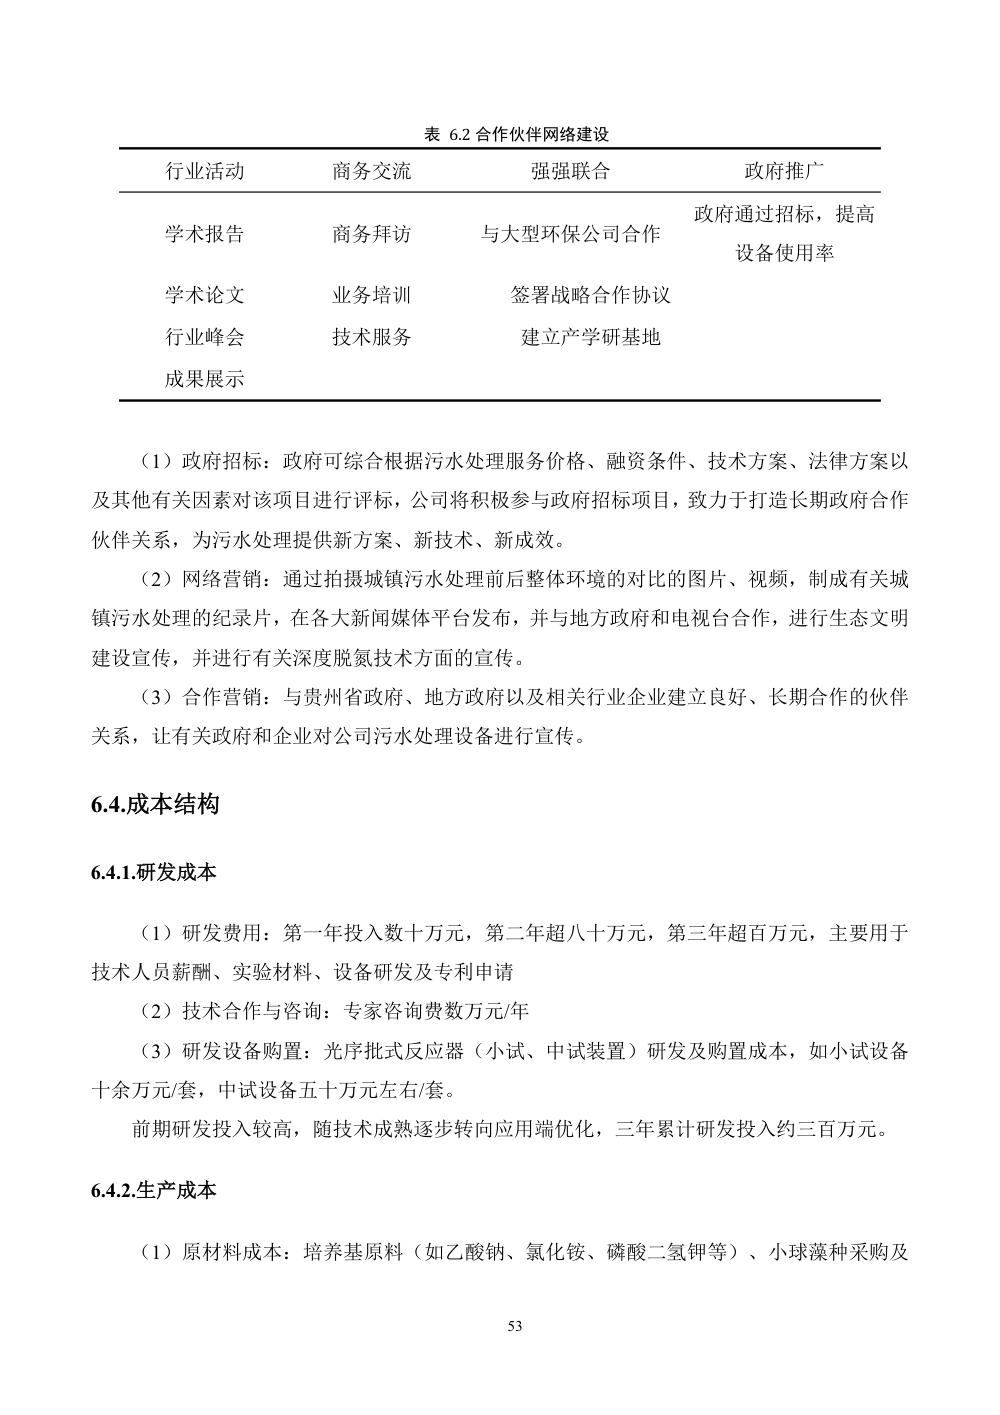 表 6.2 合作伙伴网络建设
行业活动 商务交流 强强联合 政府推广
学术报告 商务拜访 与大型环保公司合作 政府通过招标，提高
设备使用率
学术论文 业务培训 签署战略合作协议
行业峰会 技术服务 建立产学研基地
成果展示
（1）政府招标：政府可综合根据污水处理服务价格、融资条件、技术方案、法律方案以
及其他有关因素对该项目进行评标，公司将积极参与政府招标项目，致力于打造长期政府合作
伙伴关系，为污水处理提供新方案、新技术、新成效。
（2）网络营销：通过拍摄城镇污水处理前后整体环境的对比的图片、视频，制成有关城
镇污水处理的纪录片，在各大新闻媒体平台发布，并与地方政府和电视台合作，进行生态文明
建设宣传，并进行有关深度脱氮技术方面的宣传。
（3）合作营销：与贵州省政府、地方政府以及相关行业企业建立良好、长期合作的伙伴
关系，让有关政府和企业对公司污水处理设备进行宣传。
6.4.成本结构
6.4.1.研发成本
（1）研发费用：第一年投入数十万元，第二年超八十万元，第三年超百万元，主要用于
技术人员薪酬、实验材料、设备研发及专利申请
（2）技术合作与咨询：专家咨询费数万元/年
（3）研发设备购置：光序批式反应器（小试、中试装置）研发及购置成本，如小试设备
十余万元/套，中试设备五十万元左右/套。
前期研发投入较高，随技术成熟逐步转向应用端优化，三年累计研发投入约三百万元。
6.4.2.生产成本
（1）原材料成本：培养基原料（如乙酸钠、氯化铵、磷酸二氢钾等）、小球藻种采购及
53